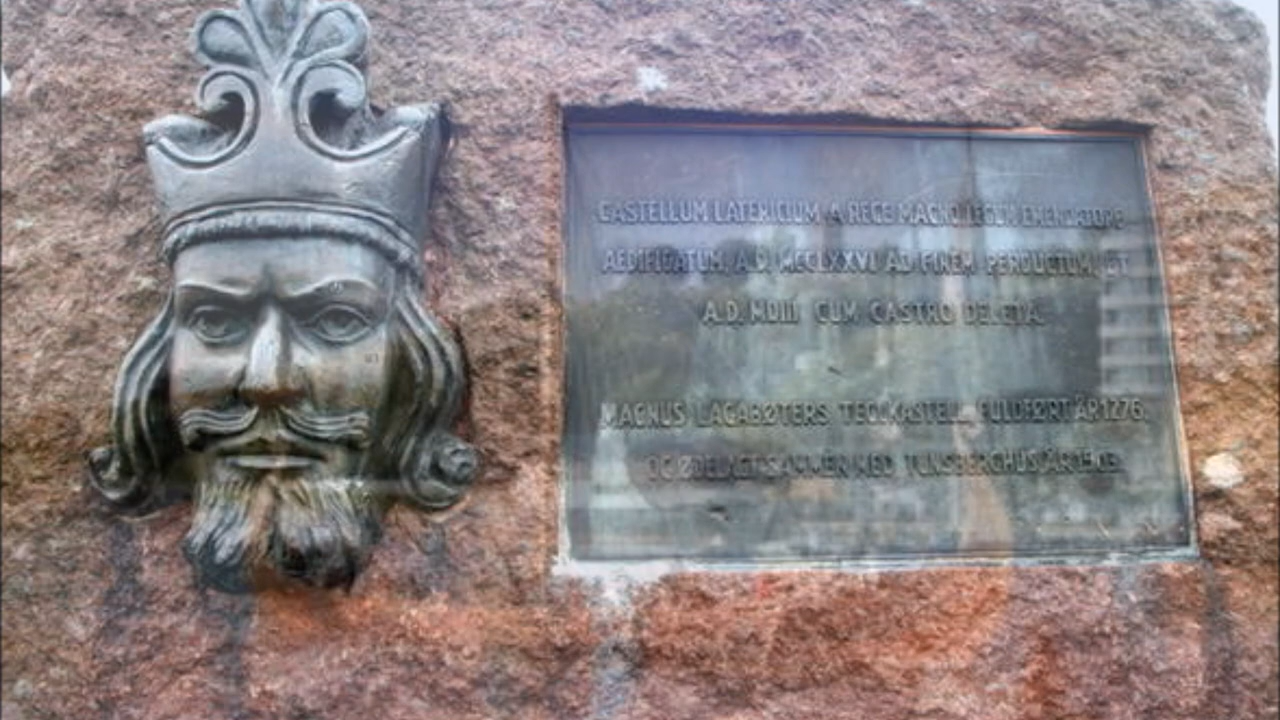 CASTELLUM LATERICIUM A REGE MAGNO LEGUM EMENDATORE
AEDIFICATUM, A.D. MCCLXXVI AD FINEM PERDUCTUM, UT
A.D. MDIII CUM CASTRO DELETA.
MAGNUS LAGABØTERS TEGLKASTELL, FULDFØRT ÅR 1276.
OG ØDELAGT SAMMEN MED TUNSBERGHUS ÅR 1503.